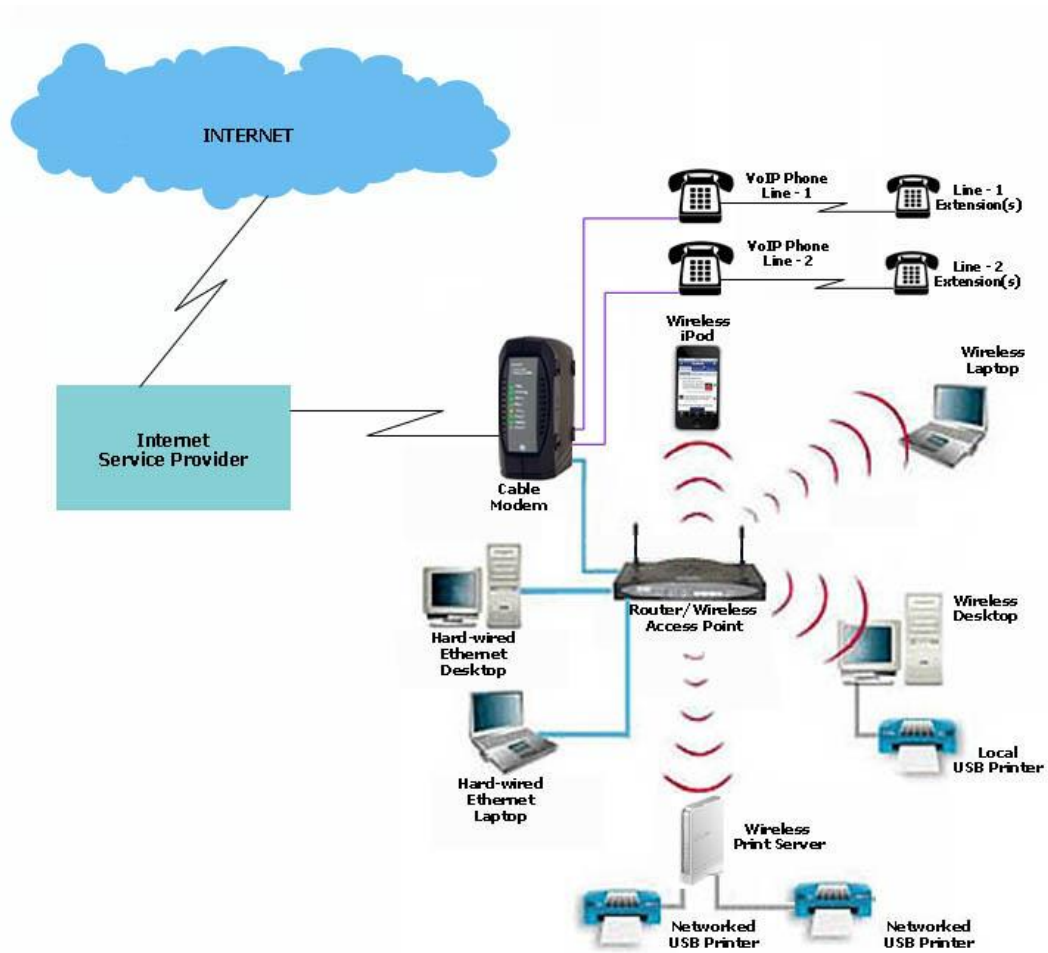 INTERNET
VoIP Phone
Line - 1
Line - 1
Extension(s)
VoIP Phone
Line - 2
Line - 2
Extension(s)
Wireless
iPod
Wireless
Laptop
Internet
Service Provider
Cable
Modem
Router/Wireless
Access Point
Wireless
Desktop
Hard-wired
Ethernet
Desktop
Local
USB Printer
Hard-wired
Ethernet
Laptop
Wireless
Print Server
Networked
USB Printer
Networked
USB Printer